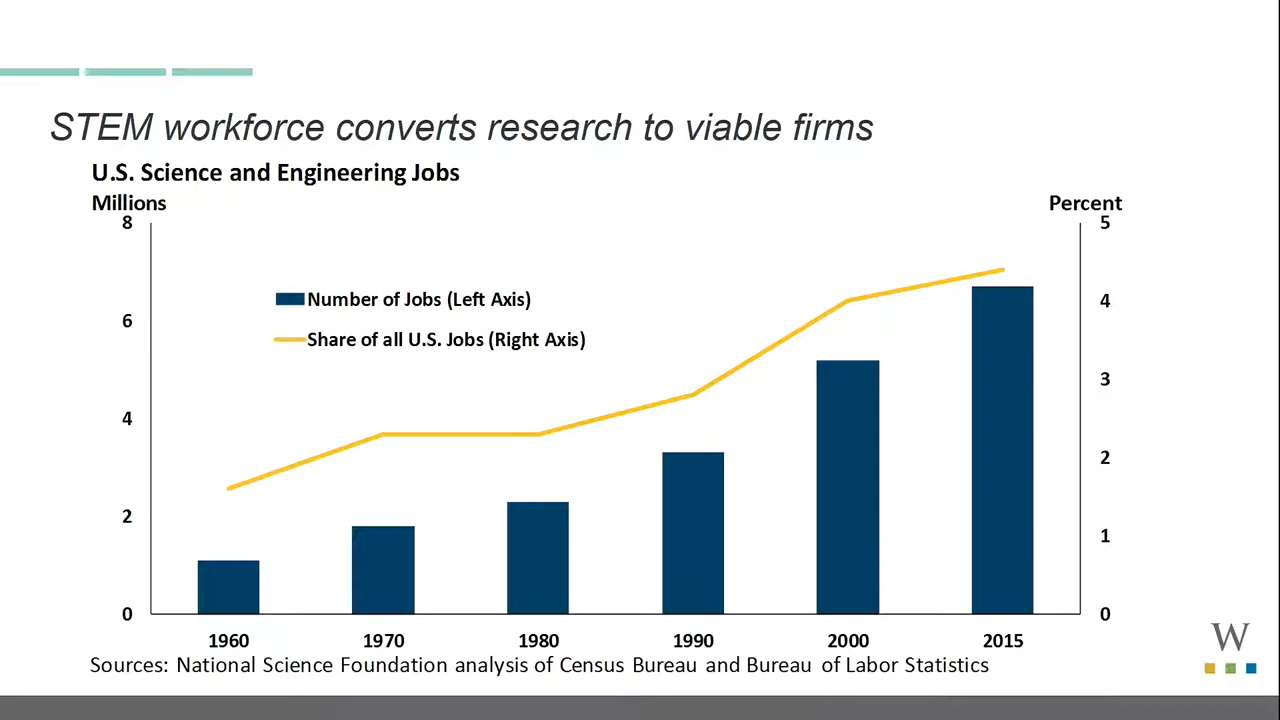 STEM workforce converts research to viable firms
U.S. Science and Engineering Jobs
Millions
Percent
8
6
4
2
0
5
4
3
2
1
0
Number of Jobs (Left Axis)
Share of all U.S. Jobs (Right Axis)
1960 1970 1980 1990 2000 2015
Sources: National Science Foundation analysis of Census Bureau and Bureau of Labor Statistics
W